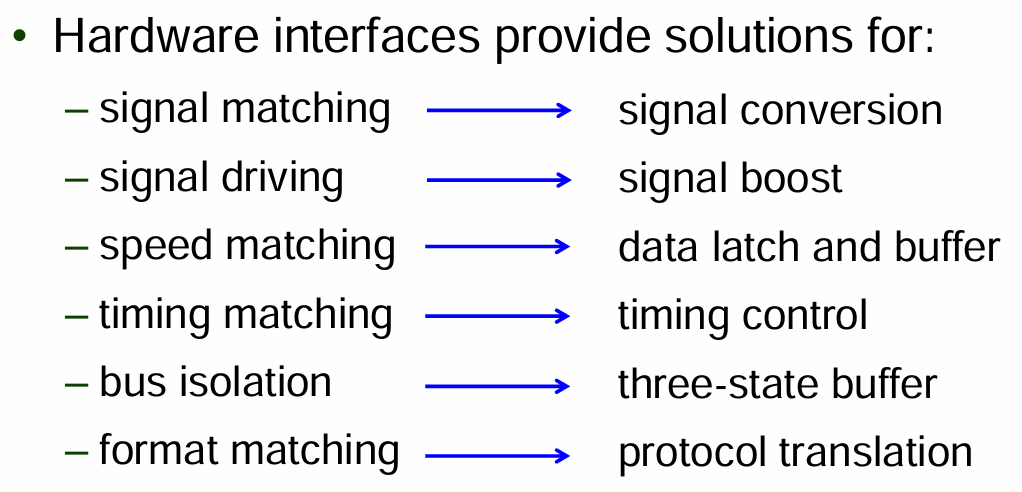 • Hardware interfaces provide solutions for:
– signal matching → signal conversion
– signal driving → signal boost
– speed matching → data latch and buffer
– timing matching → timing control
– bus isolation → three-state buffer
– format matching → protocol translation